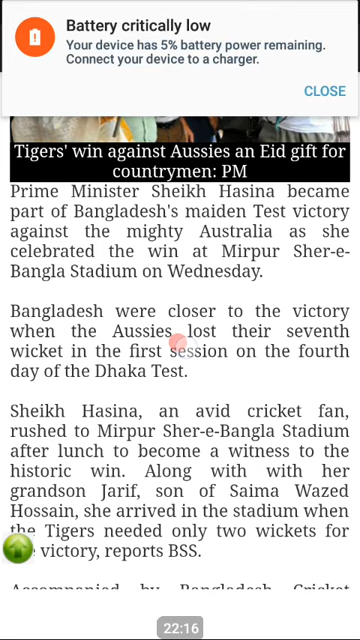 Battery critically low
Your device has 5% battery power remaining.
Connect your device to a charger.
CLOSE
Tigers' win against Aussies an Eid gift for
countrymen: PM
Prime Minister Sheikh Hasina became
part of Bangladesh's maiden Test victory
against the mighty Australia as she
celebrated the win at Mirpur Sher-e-
Bangla Stadium on Wednesday.
Bangladesh were closer to the victory
when the Aussies lost their seventh
wicket in the first session on the fourth
day of the Dhaka Test.
Sheikh Hasina, an avid cricket fan,
rushed to Mirpur Sher-e-Bangla Stadium
after lunch to become a witness to the
historic win. Along with with her
grandson Jarif, son of Saima Wazed
Hossain, she arrived in the stadium when
the Tigers needed only two wickets for
victory, reports BSS.
Accompanied by Bangladesh Cricket
22:16